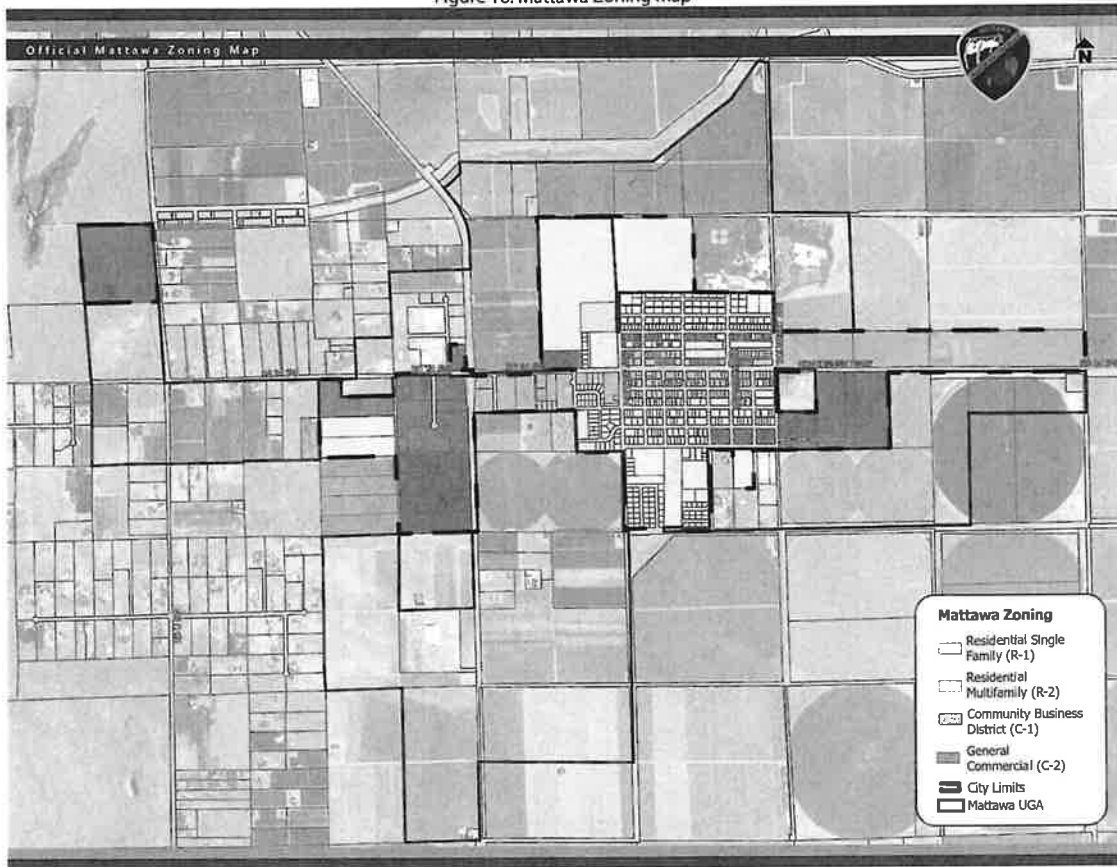 Figure 10. Mattawa Zoning Map
Official Mattawa Zoning Map
N
Mattawa Zoning
Residential Single
Family (R-1)
Residential
Multifamily (R-2)
Community Business
District (C-1)
General
Commercial (C-2)
City Limits
Mattawa UGA